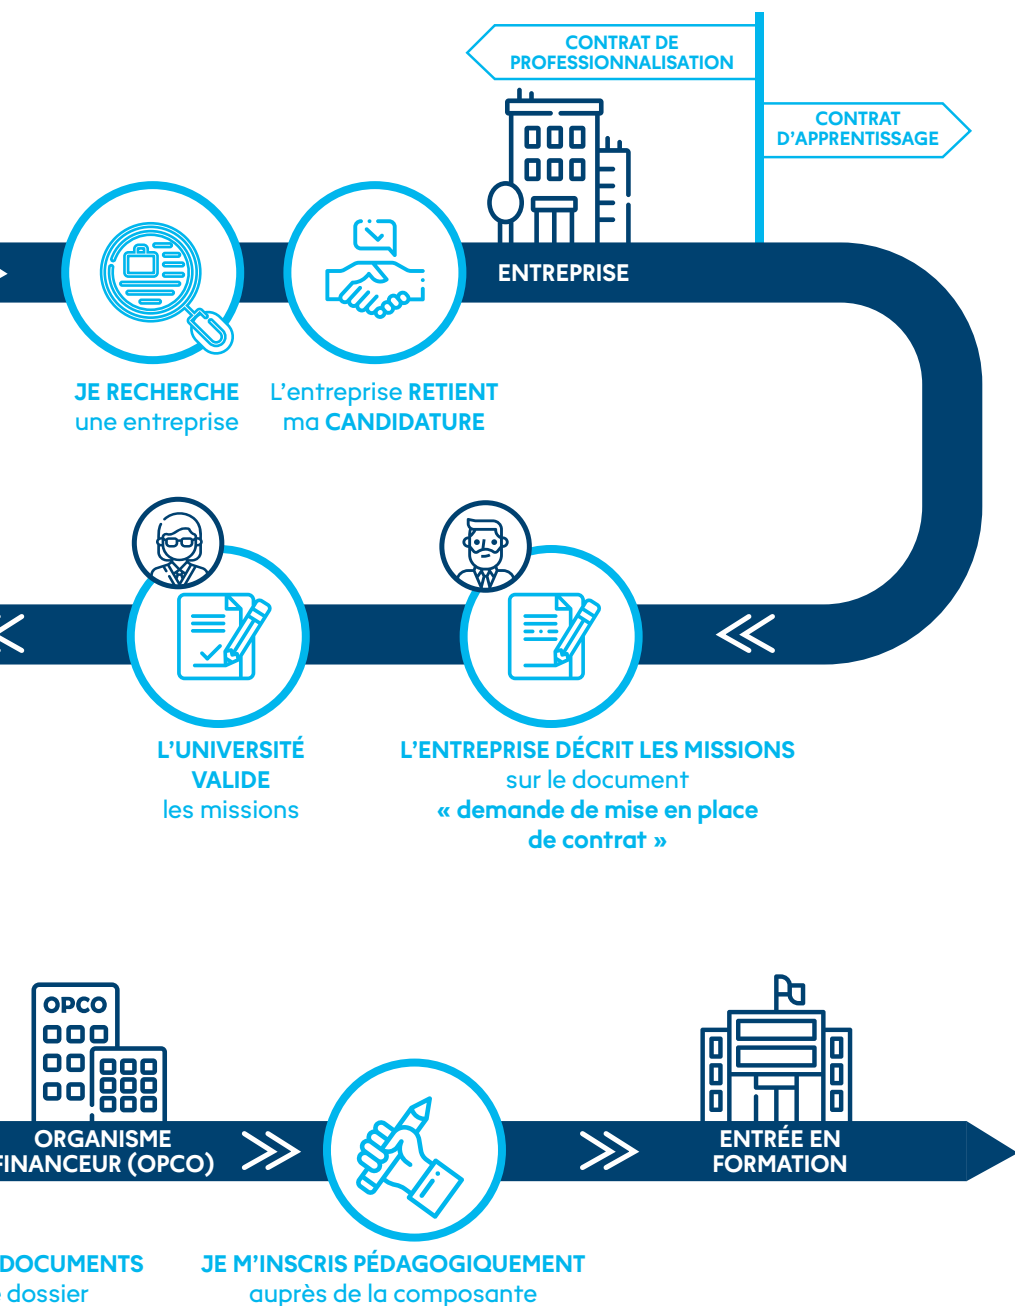 CONTRAT DE
PROFESSIONNALISATION
CONTRAT
D'APPRENTISSAGE
ENTREPRISE
JE RECHERCHE
une entreprise
L'entreprise RETIENT
ma CANDIDATURE
L'UNIVERSITÉ
VALIDE
les missions
L'ENTREPRISE DÉCRIT LES MISSIONS
sur le document
« demande de mise en place
de contrat »
OPCO
ORGANISME
FINANCEUR (OPCO)
ENTRÉE EN
FORMATION
DOCUMENTS
dossier
JE M'INSCRIS PÉDAGOGIQUEMENT
auprès de la composante